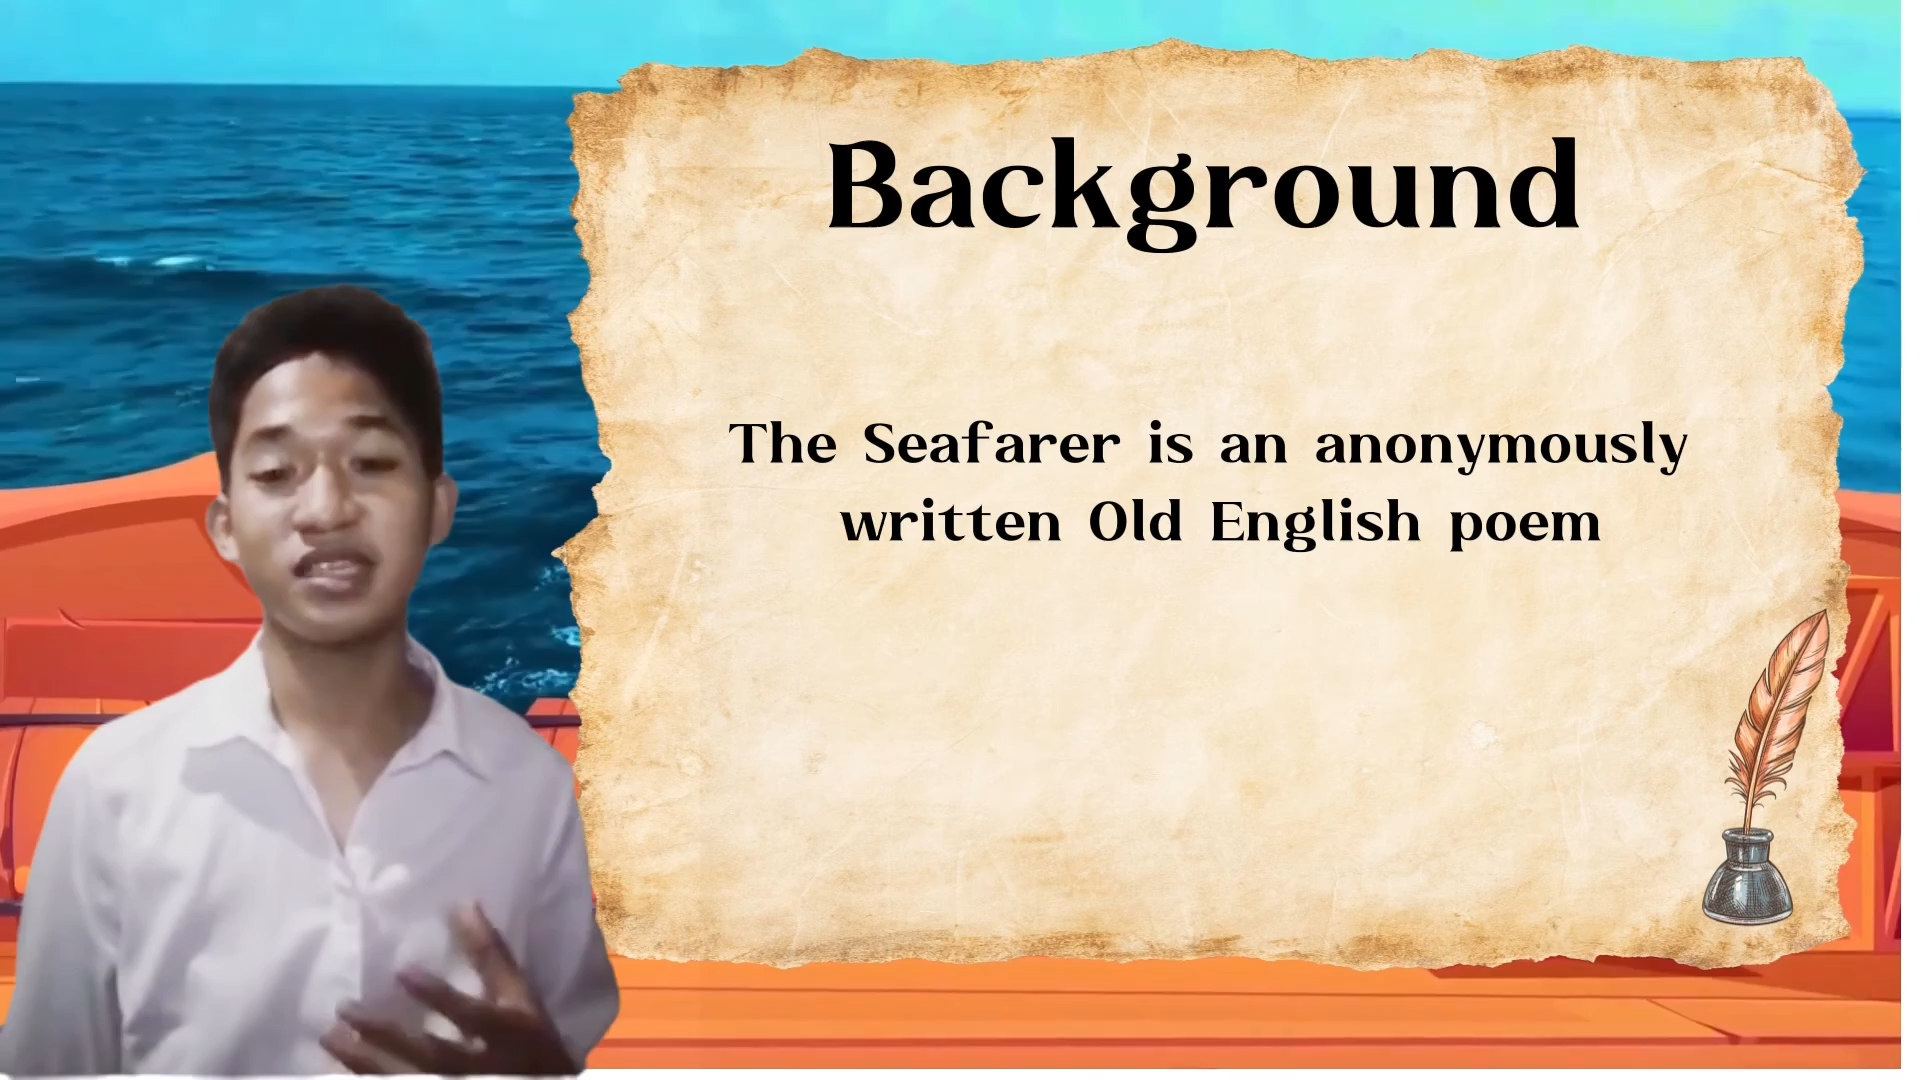 Background
The Seafarer is an anonymously
written Old English poem